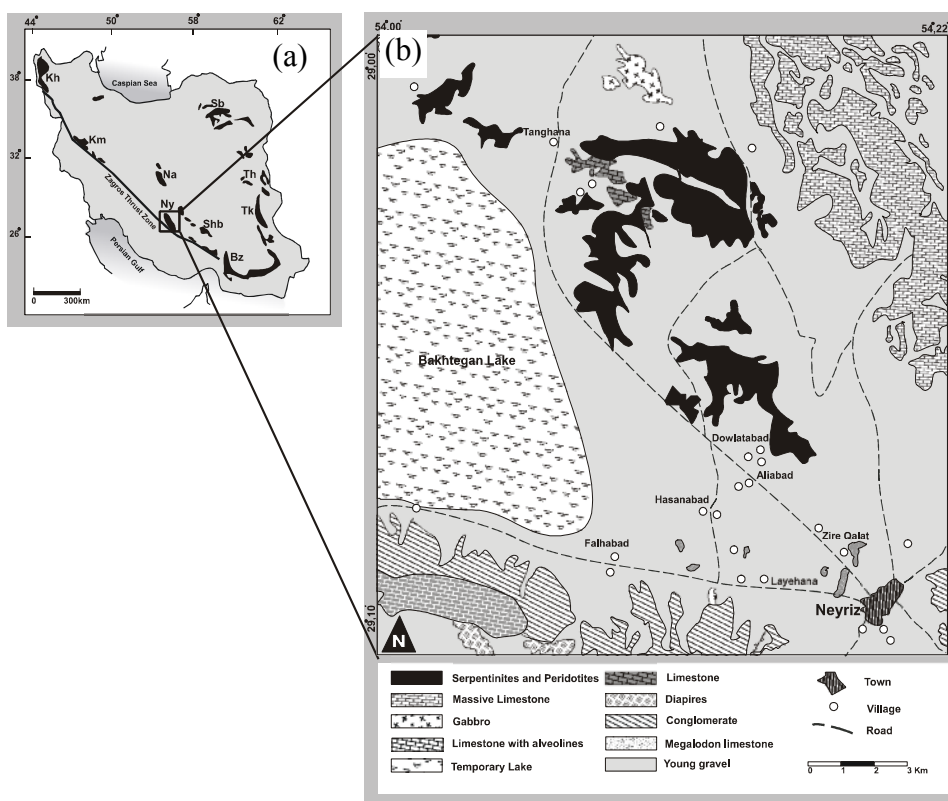 44°
50°
58°
62°
(a)
38°
32°
26°
Caspian Sea
Kh
Sb
Km
Na
Th
Zagros Thrust Zone
Ny
Shb
Tk
Bz
Persian Gulf
0 300km
(b)
54,00
54,22
29,00
29,10
Tanghana
Bakhtegan Lake
Dowlatabad
Aliabad
Hasanabad
Zire Qalat
Falhabad
Layehana
Neyriz
N
Serpentinites and Peridotites
Massive Limestone
Gabbro
Limestone with alveolines
Temporary Lake
Limestone
Diapires
Conglomerate
Megalodon limestone
Young gravel
Town
Village
Road
0 1 2 3 Km